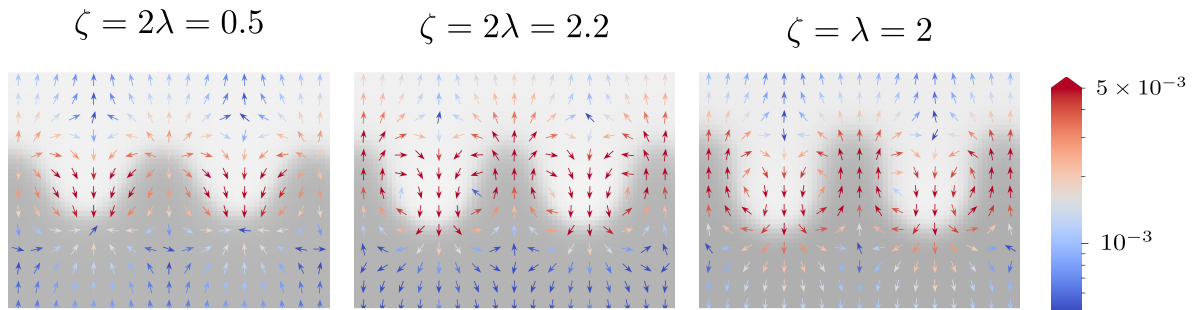 ζ = 2λ = 0.5
ζ = 2λ = 2.2
ζ = λ = 2
5 × 10⁻³
10⁻³